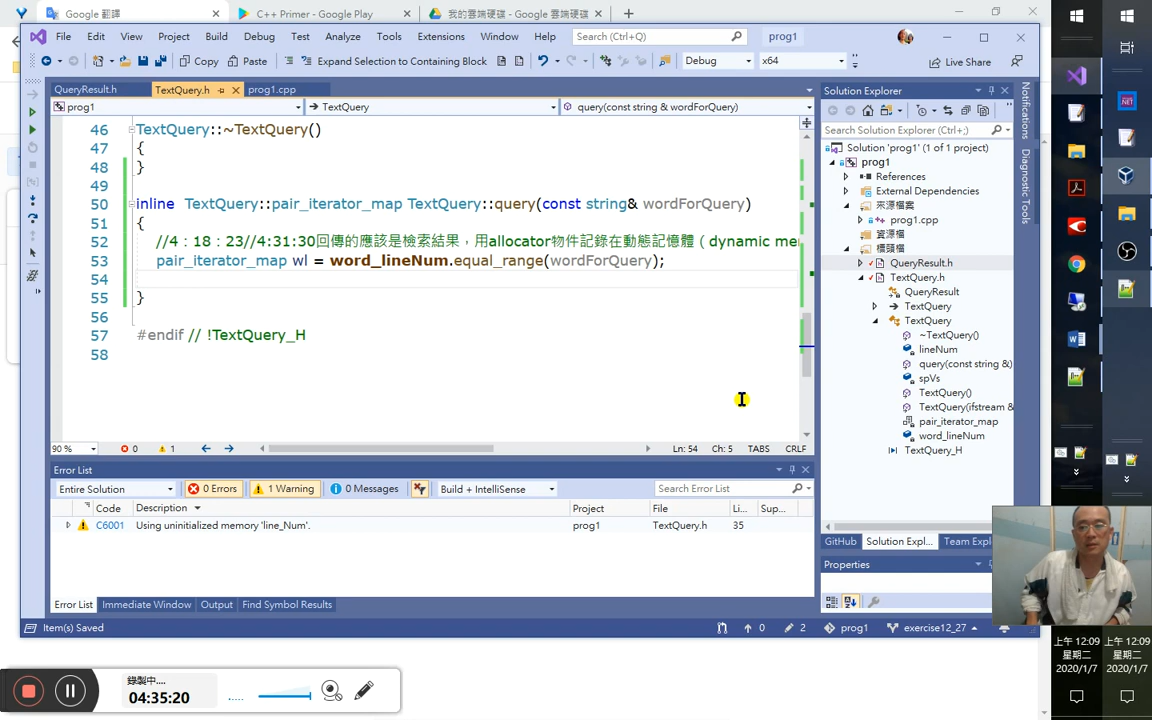 Google 翻譯
C++ Primer - Google Play
我的雲端硬碟 - Google 雲端硬碟
File Edit View Project Build Debug Test Analyze Tools Extensions Window Help Search (Ctrl+Q) prog1
Copy Paste Expand Selection to Containing Block Debug x64 Live Share
QueryResult.h TextQuery.h prog1.cpp
prog1 TextQuery query(const string & wordForQuery)
46 TextQuery::~TextQuery()
47 {
48 }
49
50 inline TextQuery::pair_iterator_map TextQuery::query(const string& wordForQuery)
51 {
52 //4：18：23//4:31:30回傳的應該是檢索結果，用allocator物件記錄在動態記憶體（dynamic mer
53 pair_iterator_map wl = word_lineNum.equal_range(wordForQuery);
54
55 }
56
57 #endif // !TextQuery_H
58
90 % 0 1 Ln: 54 Ch: 5 TABS CRLF
Error List
Entire Solution 0 Errors 1 Warning 0 Messages Build + IntelliSense Search Error List
Code Description Project File Li... Sup...
C6001 Using uninitialized memory 'line_Num'. prog1 TextQuery.h 35
Error List Immediate Window Output Find Symbol Results
Item(s) Saved 0 2 prog1 exercise12_27
Solution Explorer
Search Solution Explorer (Ctrl+;)
Solution 'prog1' (1 of 1 project)
prog1
References
External Dependencies
來源檔案
prog1.cpp
資源檔
標頭檔
QueryResult.h
TextQuery.h
QueryResult
TextQuery
TextQuery
~TextQuery()
lineNum
query(const string &)
spVs
TextQuery()
TextQuery(ifstream &
pair_iterator_map
word_lineNum
TextQuery_H
GitHub Solution Expl... Team Expl
Properties
Notifications
Diagnostic Tools
錄製中....
04:35:20
上午 12:09
星期二
2020/1/7
上午 12:09
星期二
2020/1/7